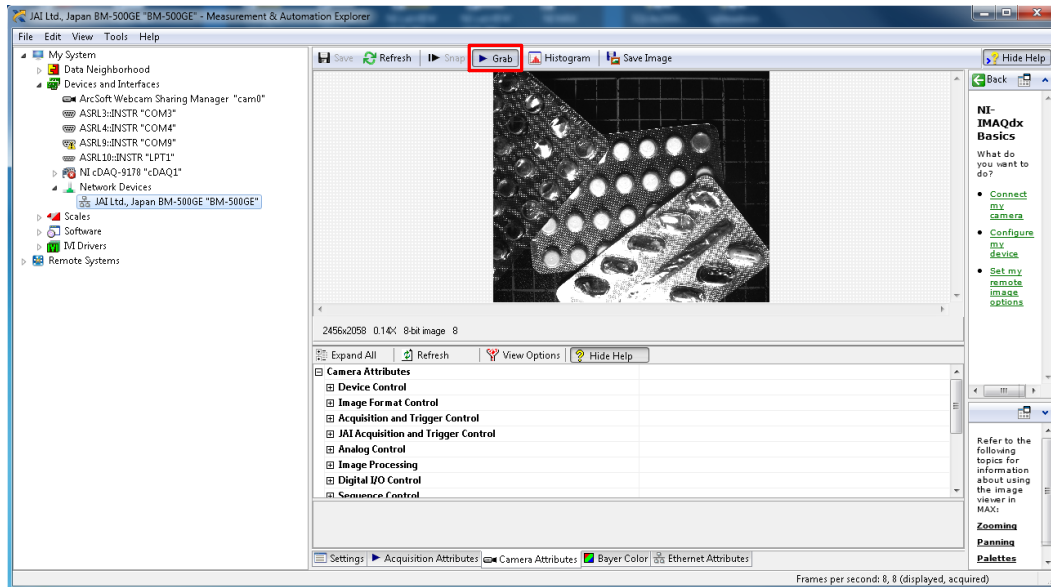 JAI Ltd., Japan BM-500GE "BM-500GE" - Measurement & Automation Explorer
File Edit View Tools Help
My System
Data Neighborhood
Devices and Interfaces
ArcSoft Webcam Sharing Manager "cam0"
ASRL3::INSTR "COM3"
ASRL4::INSTR "COM4"
ASRL9::INSTR "COM9"
ASRL10::INSTR "LPT1"
NI cDAQ-9178 "cDAQ1"
Network Devices
JAI Ltd., Japan BM-500GE "BM-500GE"
Scales
Software
IVI Drivers
Remote Systems
Save Refresh Snap Grab Histogram Save Image
2456x2058 0.14X 8-bit image 8
Expand All Refresh View Options Hide Help
Camera Attributes
Device Control
Image Format Control
Acquisition and Trigger Control
JAI Acquisition and Trigger Control
Analog Control
Image Processing
Digital I/O Control
Sequence Control
Settings Acquisition Attributes Camera Attributes Bayer Color Ethernet Attributes
Hide Help
Back
NI-
IMAQdx
Basics
What do
you want to
do?
Connect
my
camera
Configure
my
device
Set my
remote
image
options
Refer to the
following
topics for
information
about using
the image
viewer in
MAX:
Zooming
Panning
Palettes
Frames per second: 8, 8 (displayed, acquired)